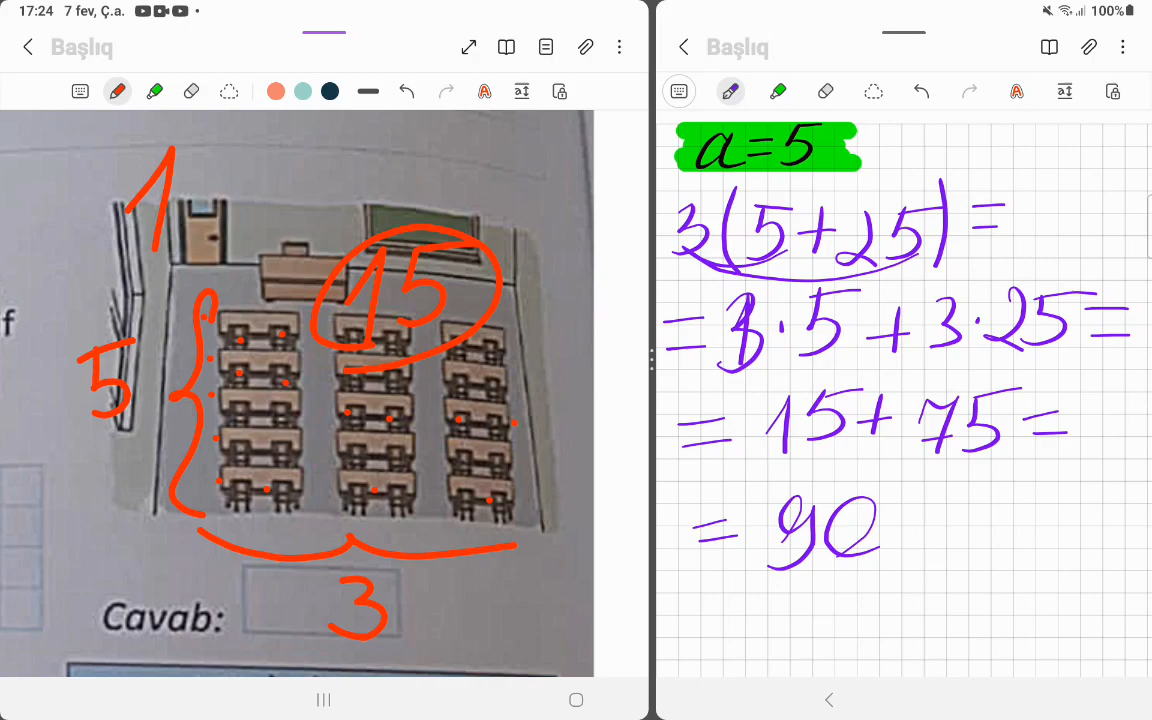 17:24 7 fev, Ç.a.
100%
Başlıq
Başlıq
1
15
5
f
3
Cavab:
a=5
3(5+25)=
=3·5+3·25=
=15+75=
=90